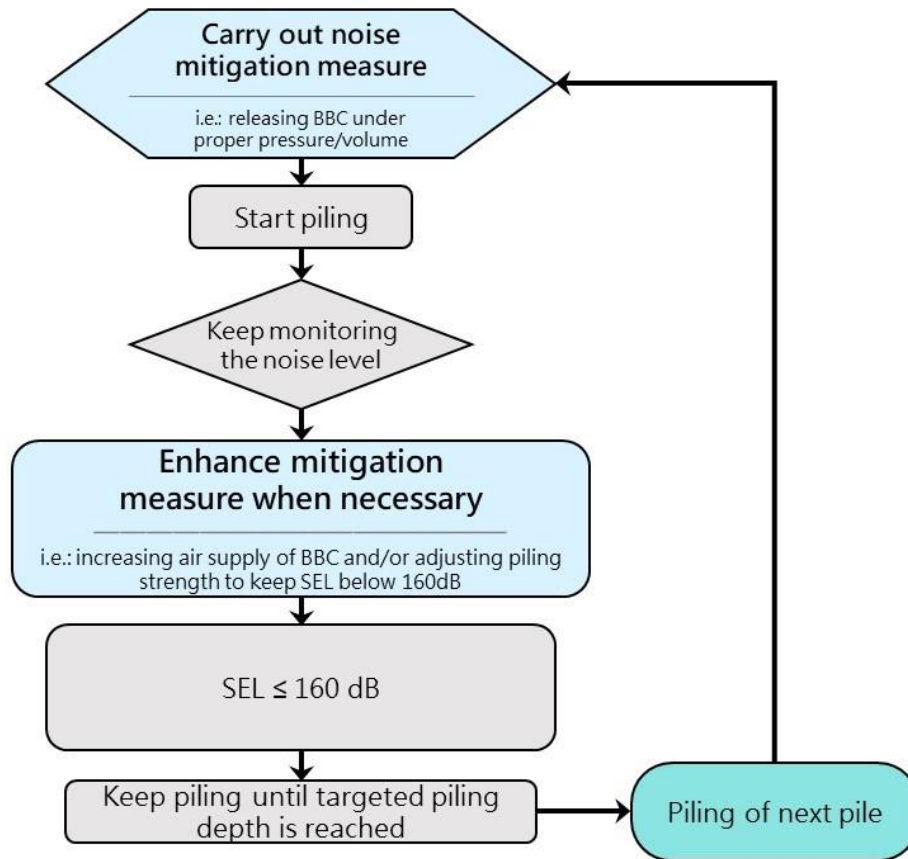 Carry out noise
mitigation measure
i.e.: releasing BBC under
proper pressure/volume
Start piling
Keep monitoring
the noise level
Enhance mitigation
measure when necessary
i.e.: increasing air supply of BBC and/or adjusting piling
strength to keep SEL below 160dB
SEL ≤ 160 dB
Keep piling until targeted piling
depth is reached
Piling of next pile